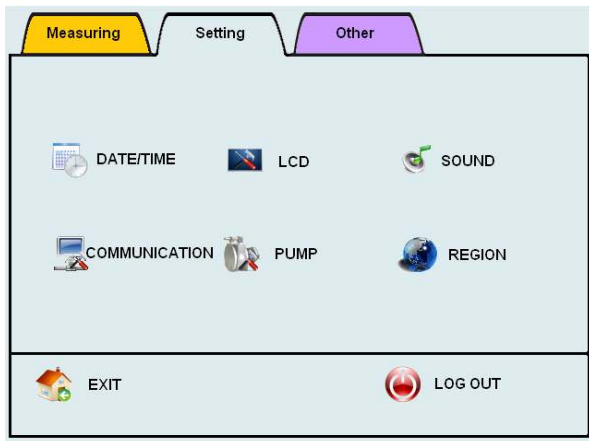 Measuring Setting Other
DATE/TIME LCD SOUND
COMMUNICATION PUMP REGION
EXIT LOG OUT